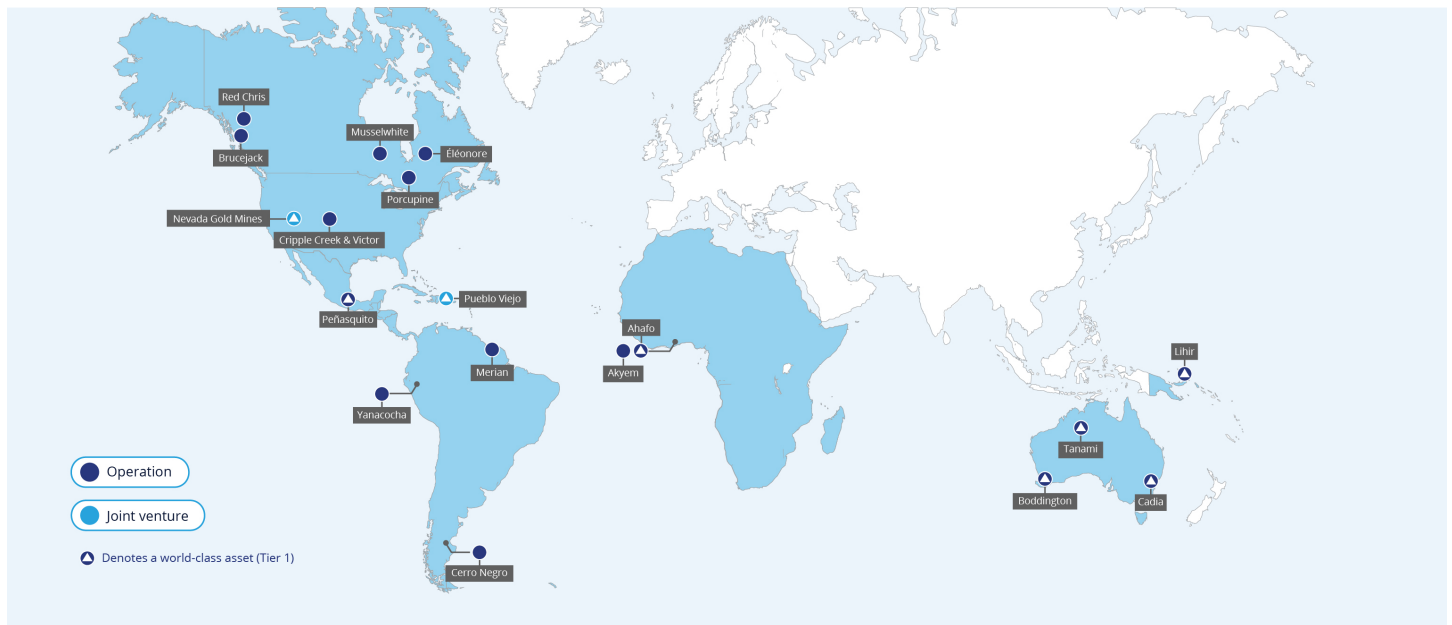 Red Chris
Brucejack
Musselwhite
Éléonore
Porcupine
Nevada Gold Mines
Cripple Creek & Victor
Peñasquito
Pueblo Viejo
Merian
Yanacocha
Cerro Negro
Ahafo
Akyem
Lihir
Tanami
Boddington
Cadia
Operation
Joint venture
Denotes a world-class asset (Tier 1)